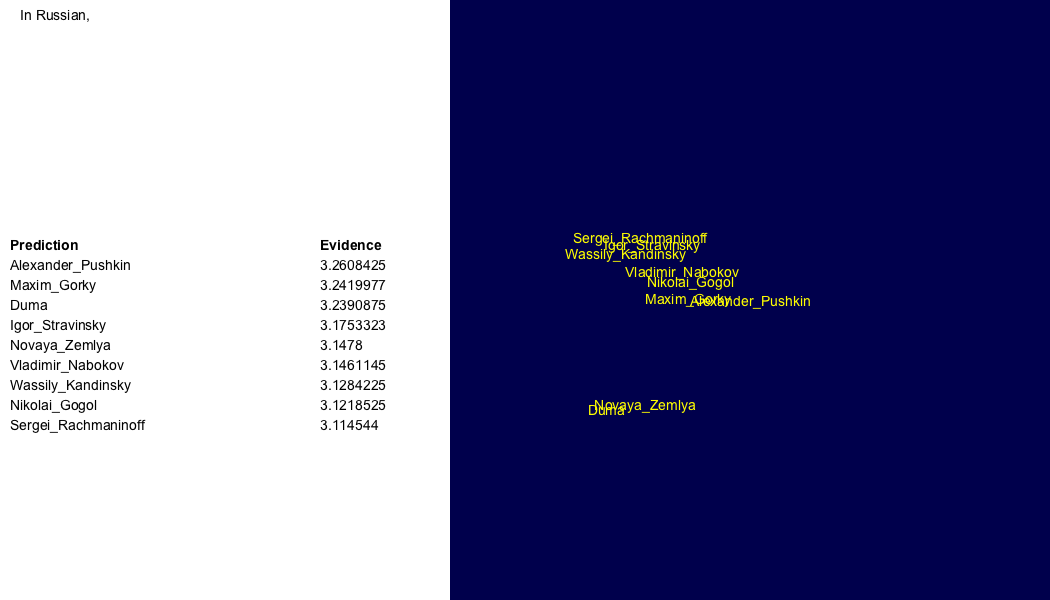 In Russian,
Prediction Evidence
Alexander_Pushkin 3.2608425
Maxim_Gorky 3.2419977
Duma 3.2390875
Igor_Stravinsky 3.1753323
Novaya_Zemlya 3.1478
Vladimir_Nabokov 3.1461145
Wassily_Kandinsky 3.1284225
Nikolai_Gogol 3.1218525
Sergei_Rachmaninoff 3.114544
Sergei_Rachmaninoff
Igor_Stravinsky
Wassily_Kandinsky
Vladimir_Nabokov
Nikolai_Gogol
Maxim_Gorky
Alexander_Pushkin
Novaya_Zemlya
Duma